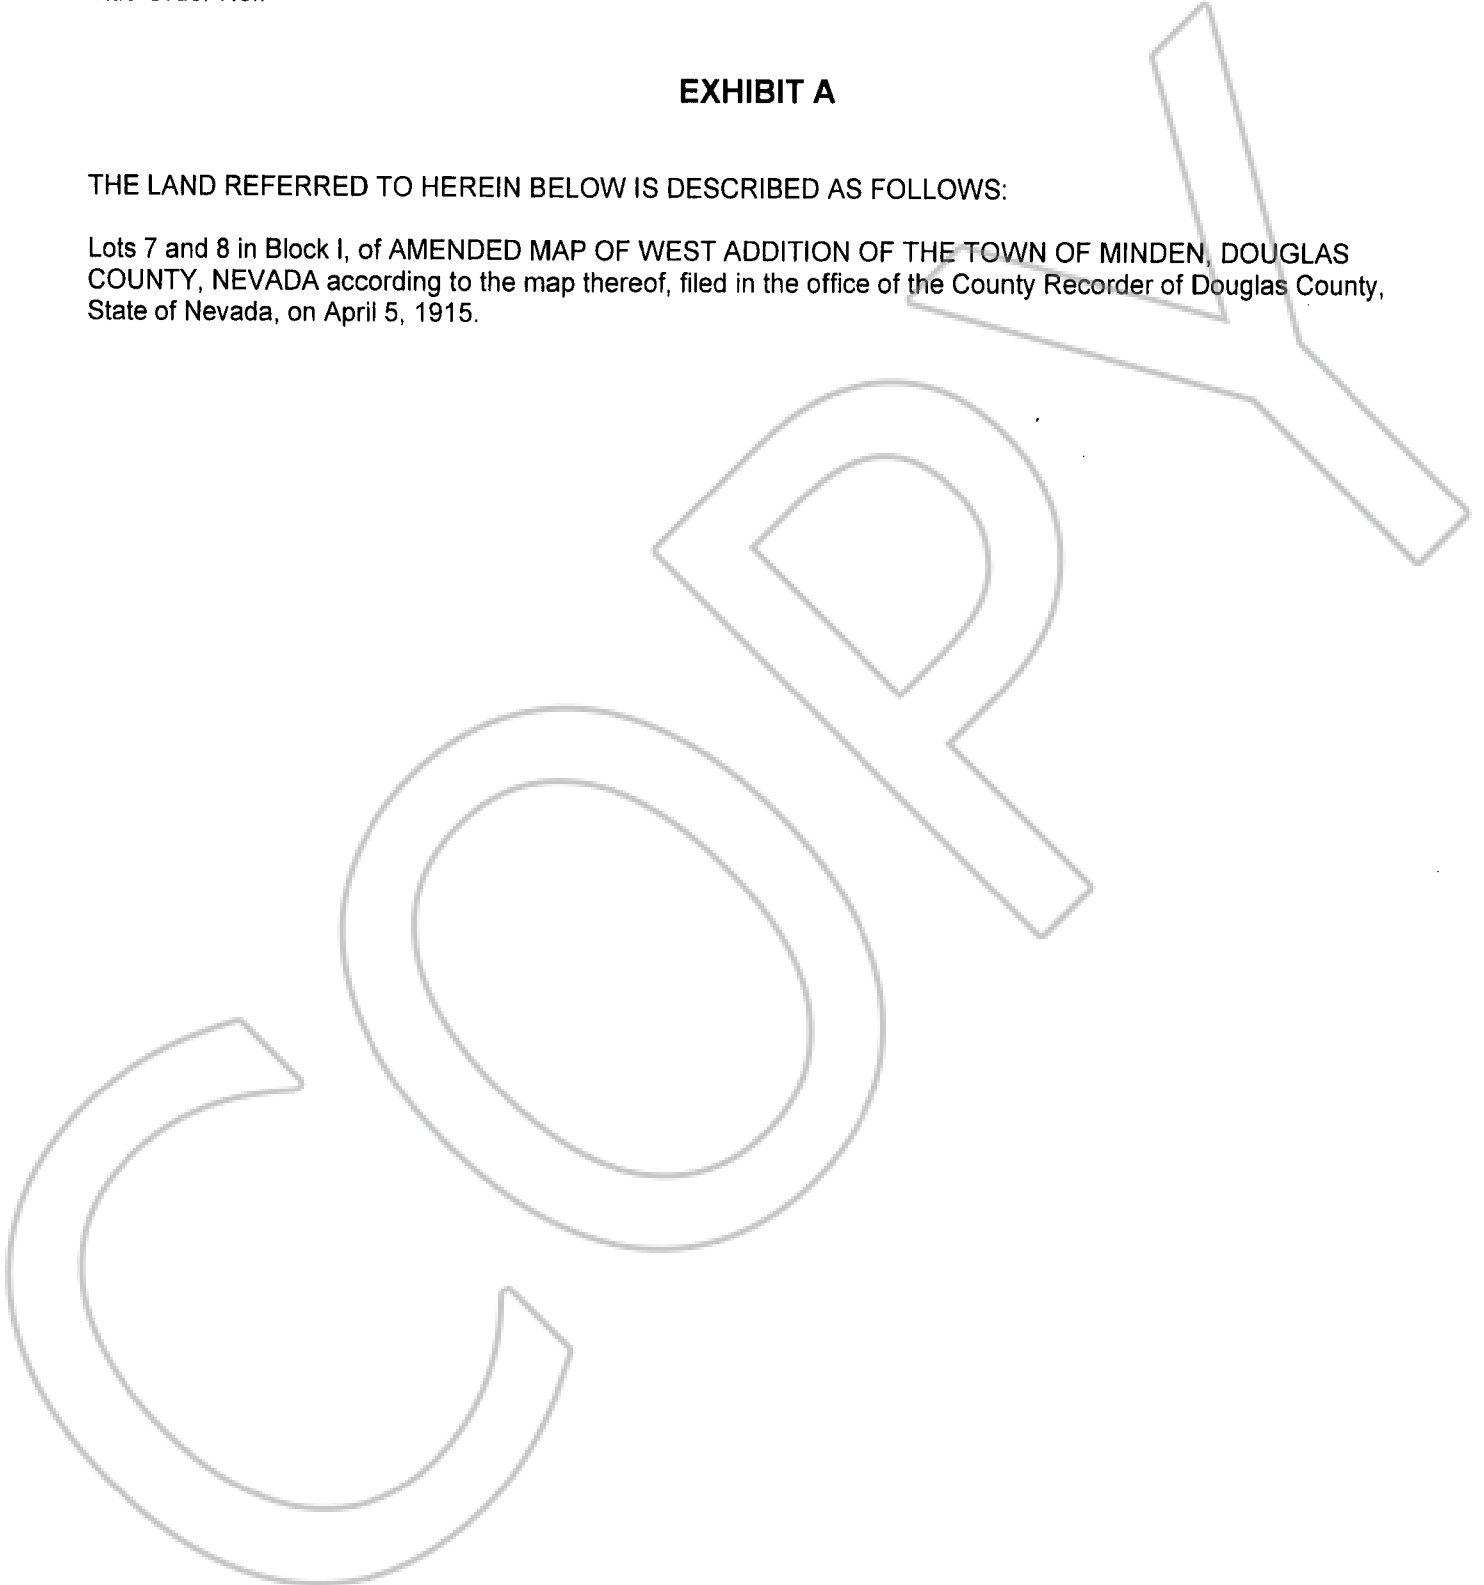 EXHIBIT A
THE LAND REFERRED TO HEREIN BELOW IS DESCRIBED AS FOLLOWS:
Lots 7 and 8 in Block I, of AMENDED MAP OF WEST ADDITION OF THE TOWN OF MINDEN, DOUGLAS
COUNTY, NEVADA according to the map thereof, filed in the office of the County Recorder of Douglas County,
State of Nevada, on April 5, 1915.
COPY